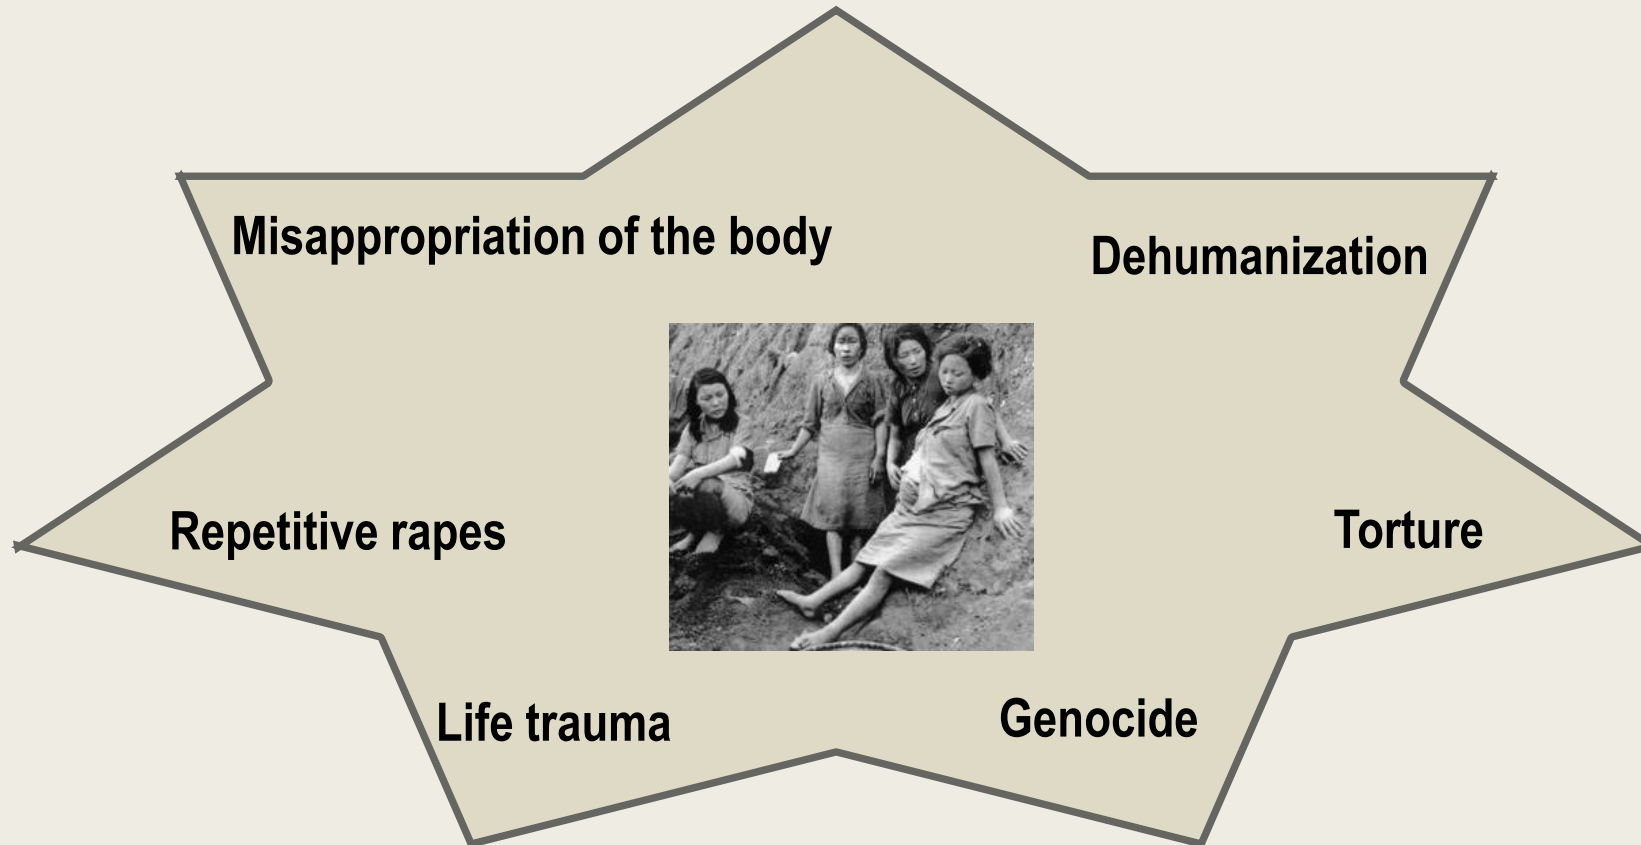 Misappropriation of the body
Dehumanization
Repetitive rapes
Torture
Life trauma
Genocide